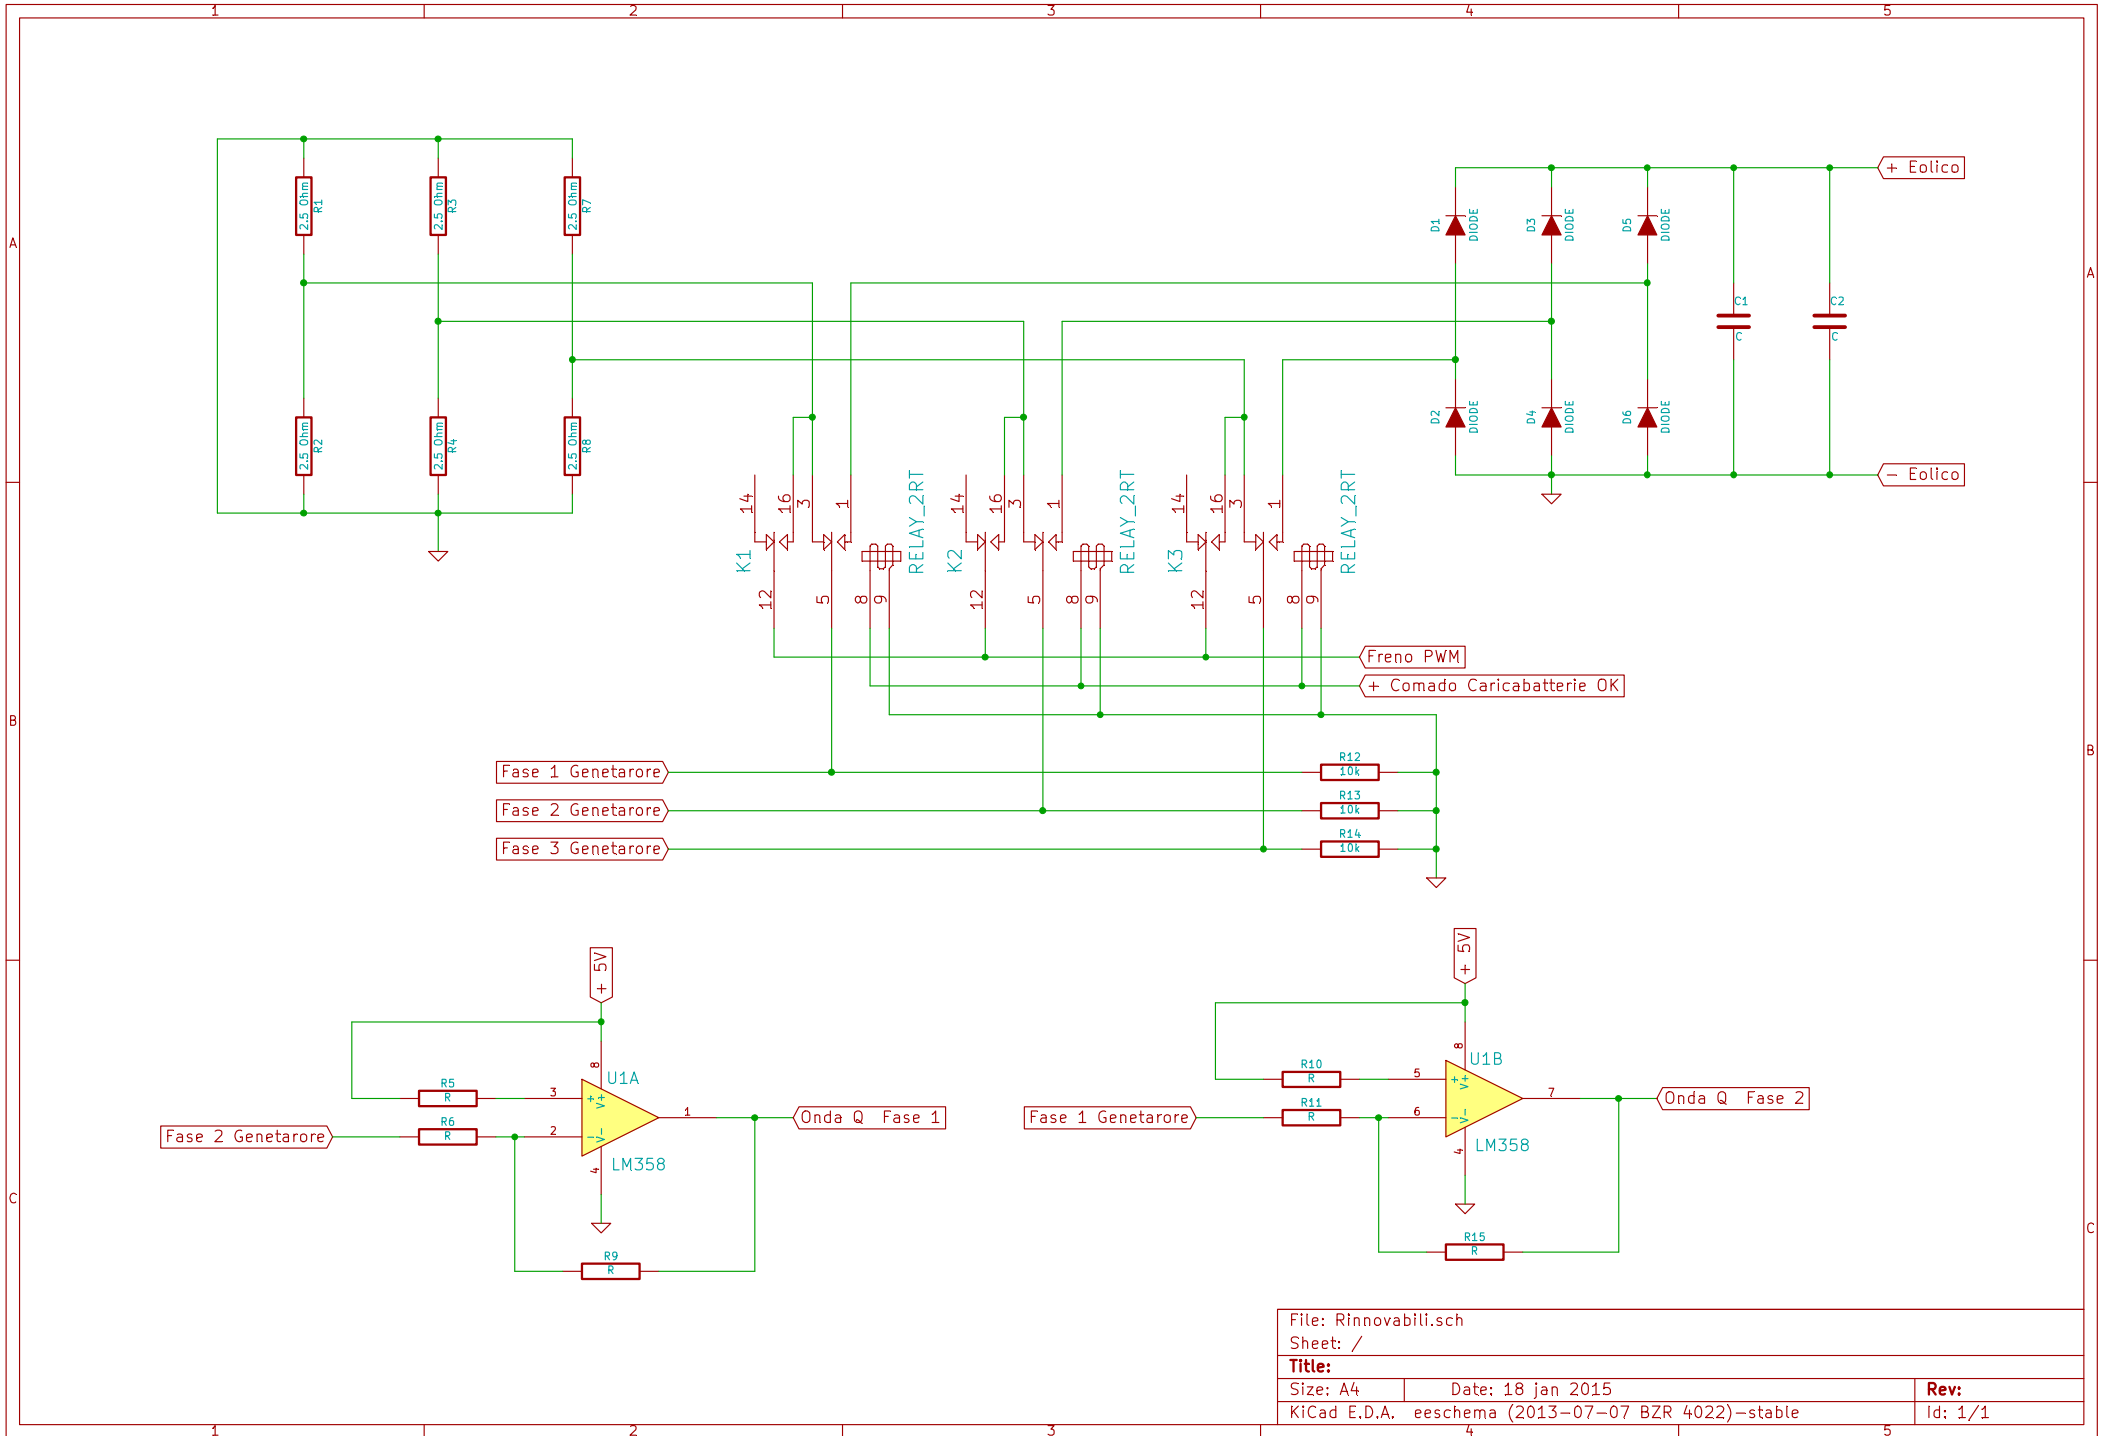 1 2 3 4 5
A
A
B
B
C
C
2.5 Ohm R1
2.5 Ohm R3
2.5 Ohm R7
2.5 Ohm R2
2.5 Ohm R4
2.5 Ohm R8
+ Eolico
D1 DIODE
D3 DIODE
D5 DIODE
C1
C
C2
C
D2 DIODE
D4 DIODE
D6 DIODE
- Eolico
K1 14 16 3 1 RELAY_2RT
12 5 8 9
K2 14 16 3 1 RELAY_2RT
12 5 8 9
K3 14 16 3 1 RELAY_2RT
12 5 8 9
Freno PWM
+ Comado Caricabatterie OK
Fase 1 Genetarore
R12
10k
Fase 2 Genetarore
R13
10k
Fase 3 Genetarore
R14
10k
+ 5V
8
U1A
R5
R
3
+ V+
R6
R
2
- V-
Fase 2 Genetarore
1
Onda Q Fase 1
4
LM358
R9
R
+ 5V
8
U1B
R10
R
5
+ V+
R11
R
6
- V-
Fase 1 Genetarore
7
Onda Q Fase 2
4
LM358
R15
R
File: Rinnovabili.sch
Sheet: /
Title:
Size: A4 Date: 18 jan 2015 Rev:
KiCad E.D.A. eeschema (2013-07-07 BZR 4022)-stable Id: 1/1
1 2 3 4 5